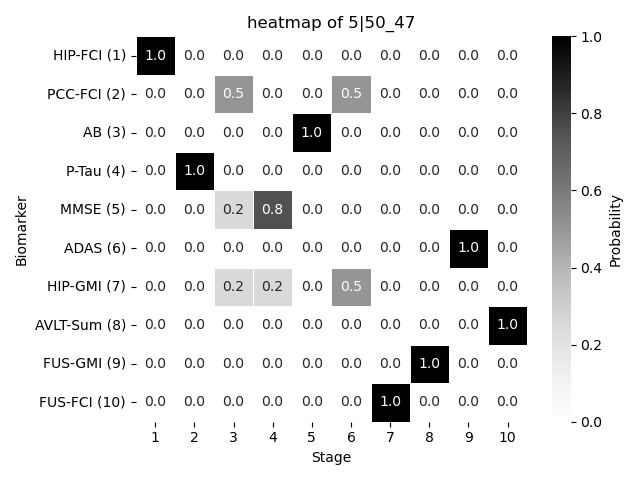 heatmap of 5|50_47
HIP-FCI (1) 1.0 0.0 0.0 0.0 0.0 0.0 0.0 0.0 0.0 0.0
PCC-FCI (2) 0.0 0.0 0.5 0.0 0.0 0.5 0.0 0.0 0.0 0.0
AB (3) 0.0 0.0 0.0 0.0 1.0 0.0 0.0 0.0 0.0 0.0
P-Tau (4) 0.0 1.0 0.0 0.0 0.0 0.0 0.0 0.0 0.0 0.0
MMSE (5) 0.0 0.0 0.2 0.8 0.0 0.0 0.0 0.0 0.0 0.0
ADAS (6) 0.0 0.0 0.0 0.0 0.0 0.0 0.0 0.0 1.0 0.0
HIP-GMI (7) 0.0 0.0 0.2 0.2 0.0 0.5 0.0 0.0 0.0 0.0
AVLT-Sum (8) 0.0 0.0 0.0 0.0 0.0 0.0 0.0 0.0 0.0 1.0
FUS-GMI (9) 0.0 0.0 0.0 0.0 0.0 0.0 0.0 1.0 0.0 0.0
FUS-FCI (10) 0.0 0.0 0.0 0.0 0.0 0.0 1.0 0.0 0.0 0.0
1 2 3 4 5 6 7 8 9 10
Stage
Biomarker
1.0
0.8
0.6
0.4
0.2
0.0
Probability